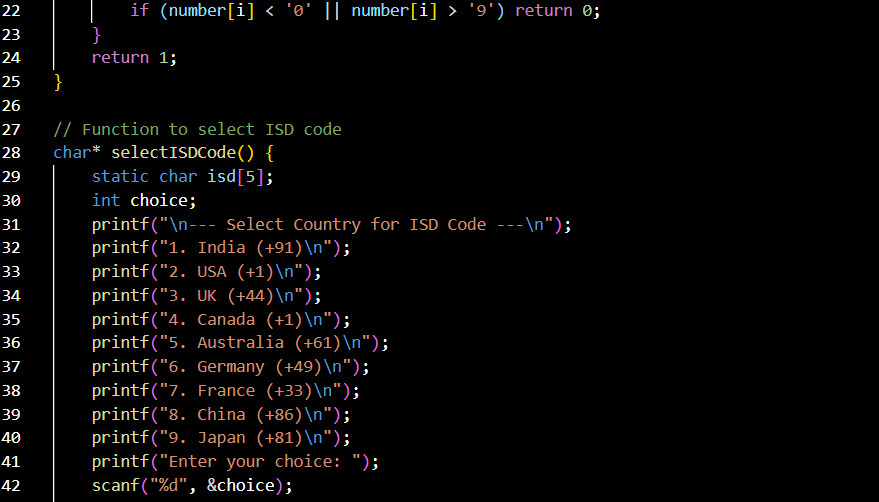 22 if (number[i] < '0' || number[i] > '9') return 0;
23 }
24 return 1;
25 }
26
27 // Function to select ISD code
28 char* selectISDCode() {
29 static char isd[5];
30 int choice;
31 printf("\n--- Select Country for ISD Code ---\n");
32 printf("1. India (+91)\n");
33 printf("2. USA (+1)\n");
34 printf("3. UK (+44)\n");
35 printf("4. Canada (+1)\n");
36 printf("5. Australia (+61)\n");
37 printf("6. Germany (+49)\n");
38 printf("7. France (+33)\n");
39 printf("8. China (+86)\n");
40 printf("9. Japan (+81)\n");
41 printf("Enter your choice: ");
42 scanf("%d", &choice);